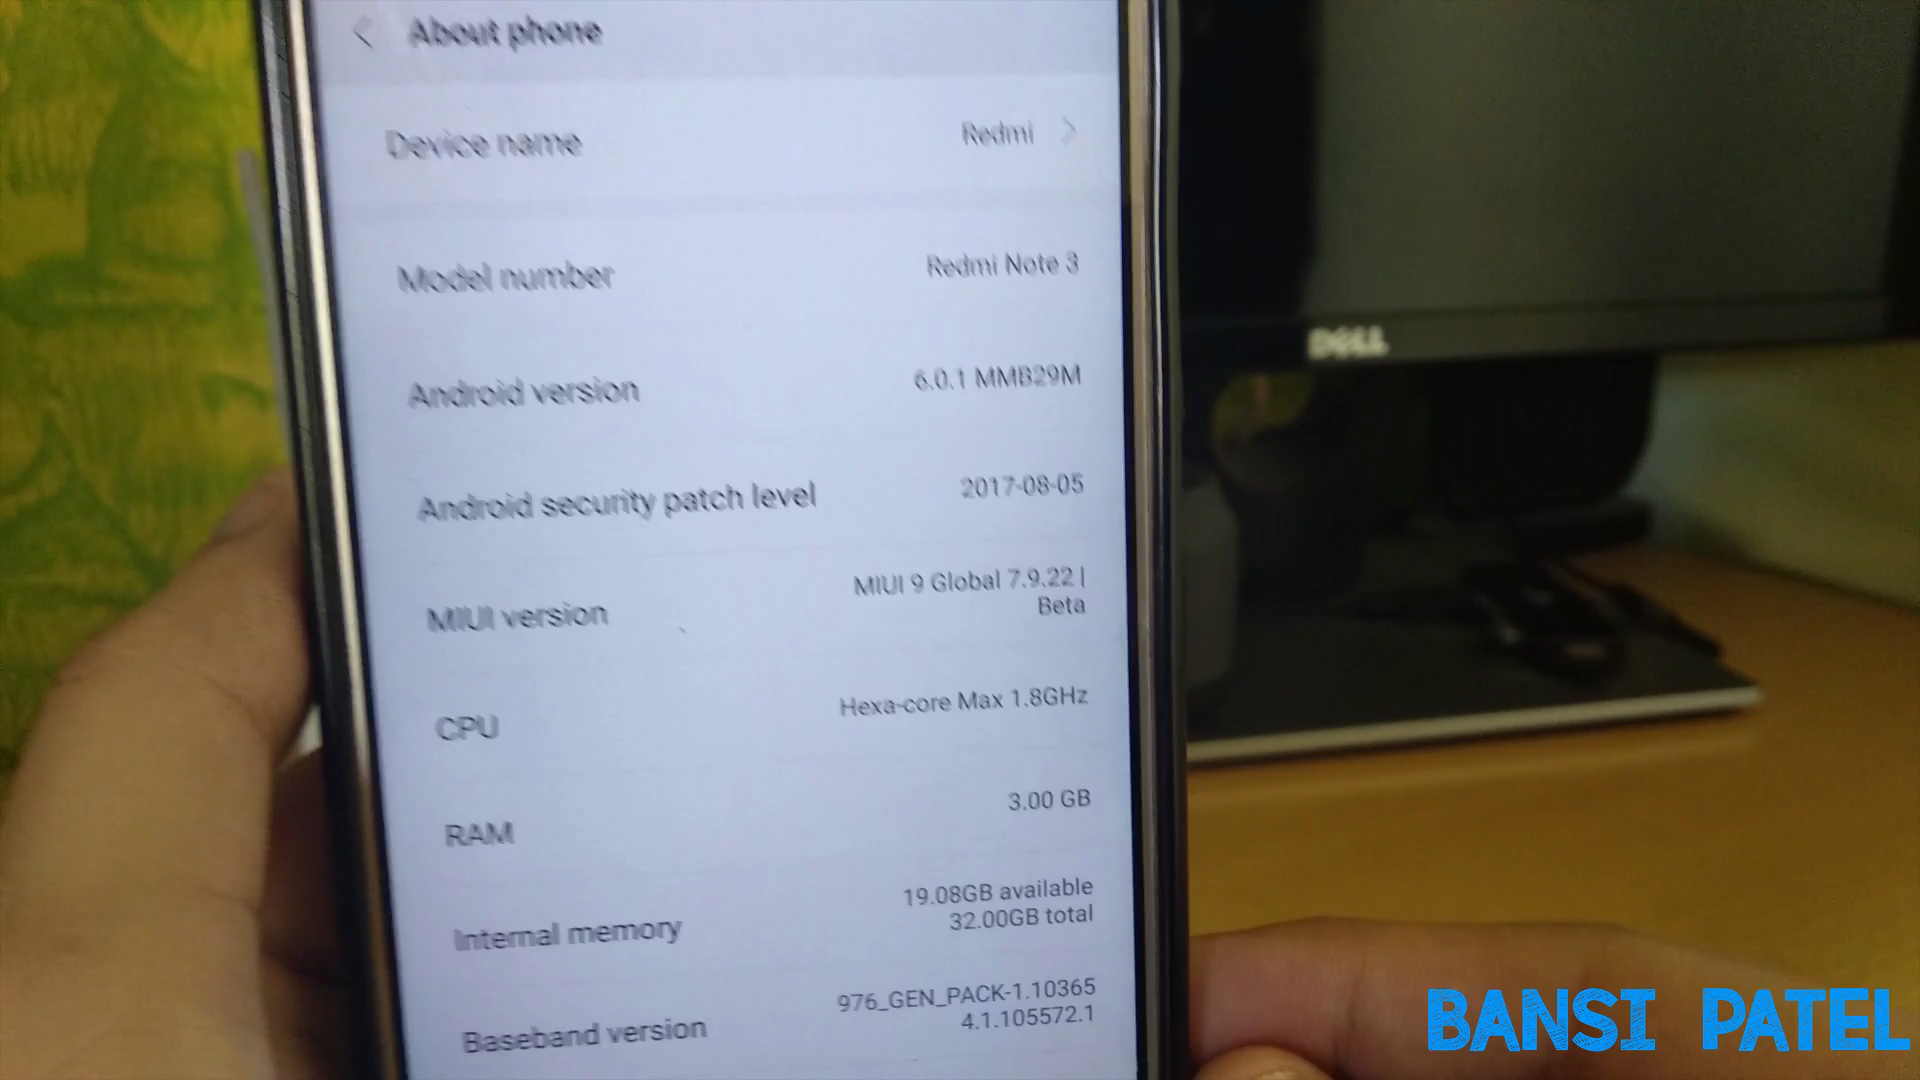 About phone
Device name
Redmi
Model number
Redmi Note 3
Android version
6.0.1 MMB29M
Android security patch level
2017-08-05
MIUI version
MIUI 9 Global 7.9.22 |
Beta
CPU
Hexa-core Max 1.8GHz
RAM
3.00 GB
Internal memory
19.08GB available
32.00GB total
Baseband version
976_GEN_PACK-1.10365
4.1.105572.1
DELL
BANSI PATEL